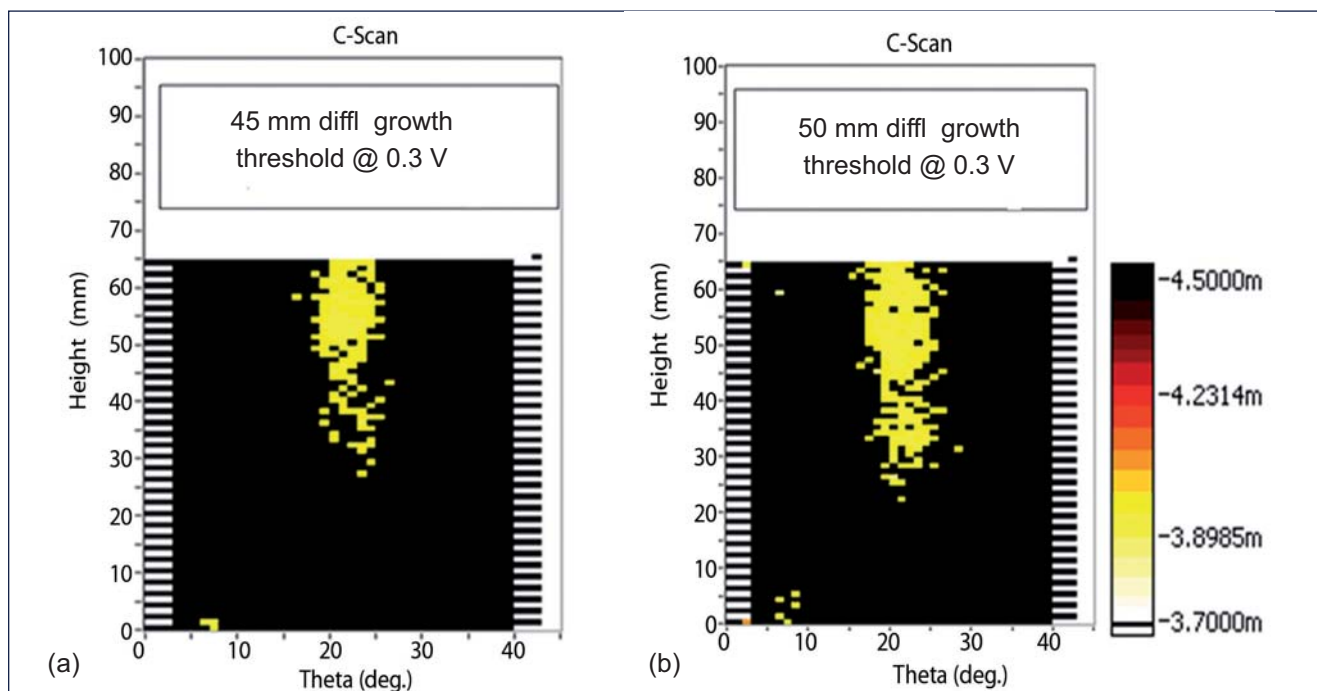 C-Scan
100
90
80
70
60
50
40
30
20
10
0
Height (mm)
45 mm diffl growth
threshold @ 0.3 V
0 10 20 30 40
Theta (deg.)
(a)
C-Scan
100
90
80
70
60
50
40
30
20
10
0
Height (mm)
50 mm diffl growth
threshold @ 0.3 V
0 10 20 30 40
Theta (deg.)
(b)
-4.5000m
-4.2314m
-3.8985m
-3.7000m